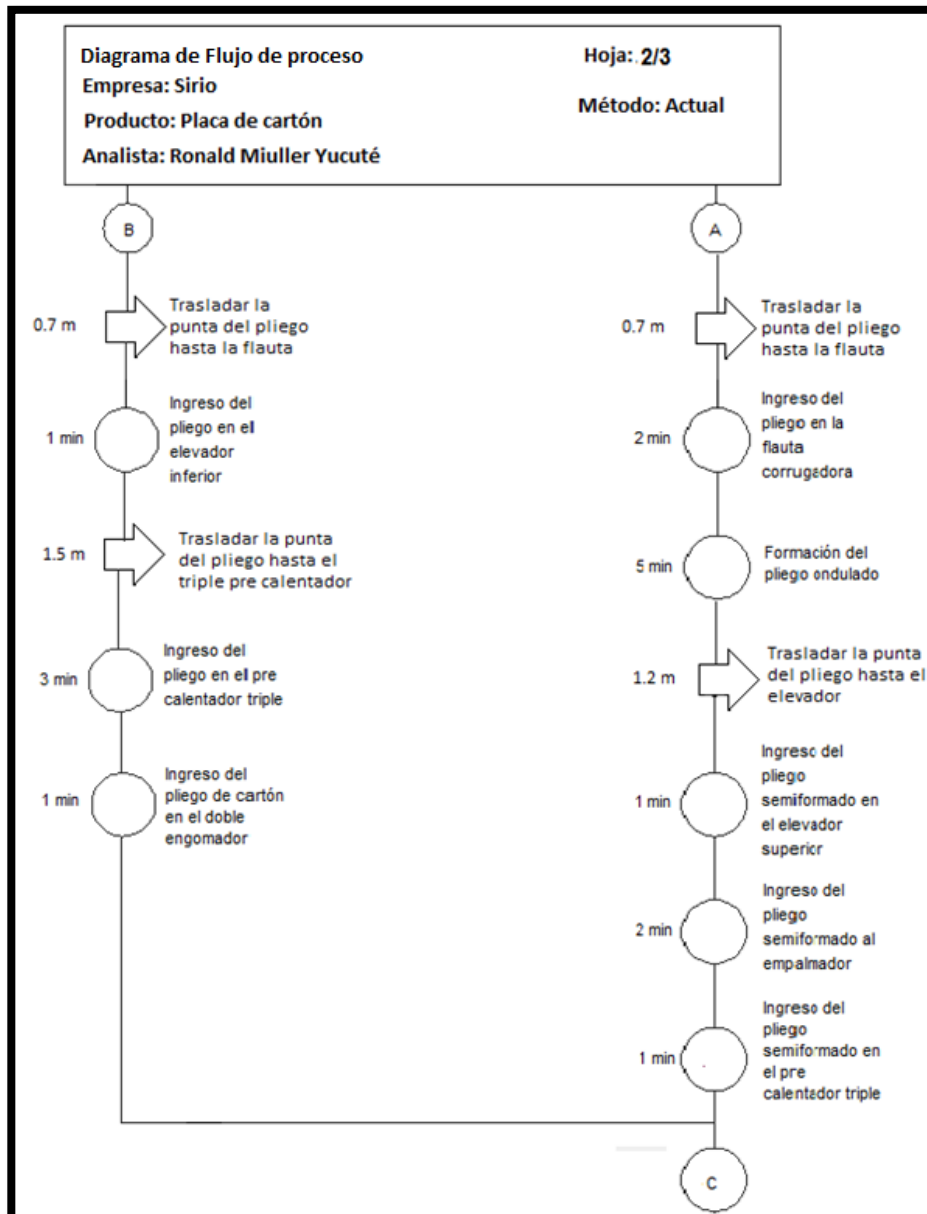 Diagrama de Flujo de proceso
Hoja: 2/3
Empresa: Sirio
Método: Actual
Producto: Placa de cartón
Analista: Ronald Miuller Yucuté
B
0.7 m
Trasladar la
punta del pliego
hasta la flauta
1 min
Ingreso del
pliego en el
elevador
inferior
1.5 m
Trasladar la punta
del pliego hasta el
triple pre calentador
3 min
Ingreso del
pliego en el pre
calentador triple
1 min
Ingreso del
pliego de cartón
en el doble
engomador
A
0.7 m
Trasladar la
punta del pliego
hasta la flauta
2 min
Ingreso del
pliego en la
flauta
corrugadora
5 min
Formación del
pliego ondulado
1.2 m
Trasladar la punta
del pliego hasta el
elevador
1 min
Ingreso del
pliego
semiformado en
el elevador
superior
2 min
Ingreso del
pliego
semiformado al
empalmador
1 min
Ingreso del
pliego
semiformado en
el pre
calentador triple
C